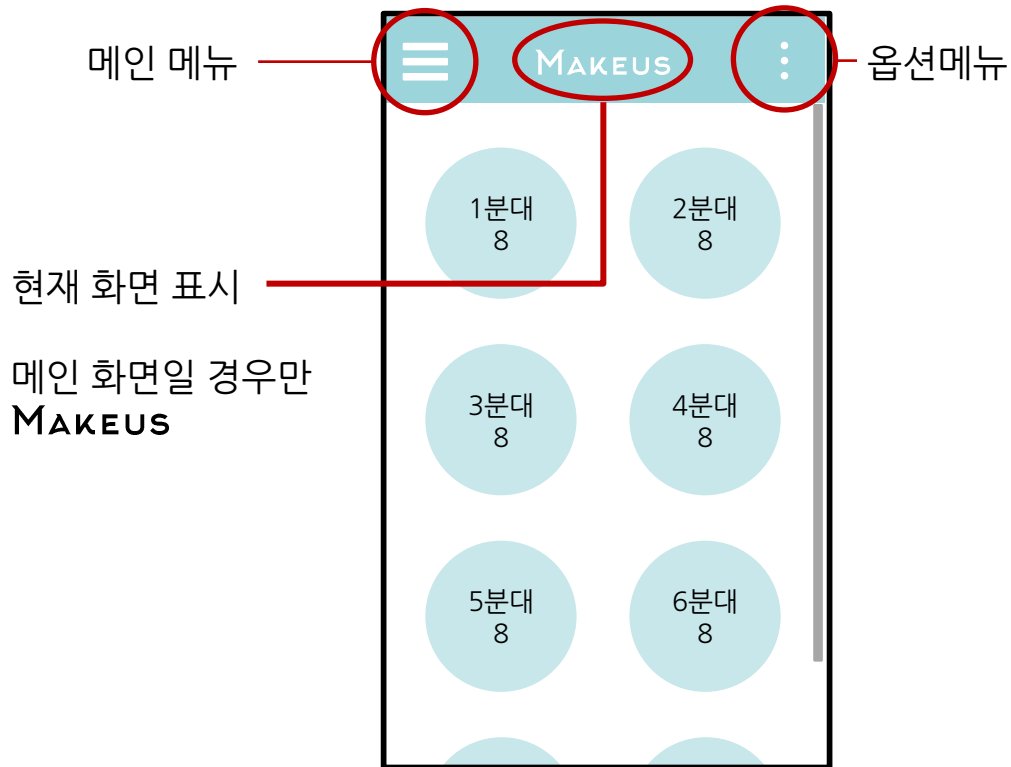 메인 메뉴
MAKEUS
옵션메뉴
1분대
8
2분대
8
현재 화면 표시
메인 화면일 경우만
MAKEUS
3분대
8
4분대
8
5분대
8
6분대
8